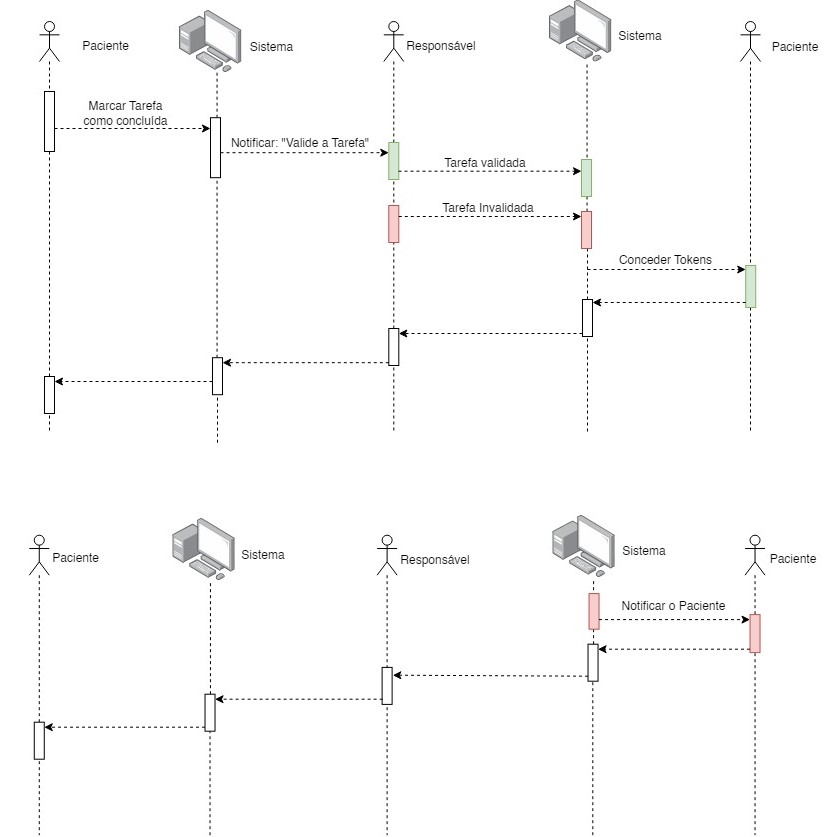 Paciente
Sistema
Responsável
Sistema
Paciente
Marcar Tarefa
como concluída
Notificar: "Valide a Tarefa"
Tarefa validada
Tarefa Invalidada
Conceder Tokens
Paciente
Sistema
Responsável
Sistema
Paciente
Notificar o Paciente